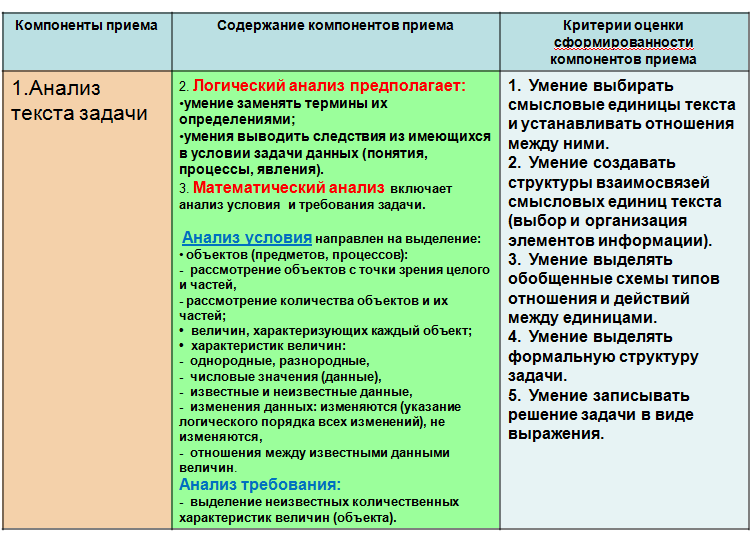 Компоненты приема
Содержание компонентов приема
Критерии оценки
сформированности
компонентов приема
1.Анализ
текста задачи
2. Логический анализ предполагает:
•умение заменять термины их
определениями;
•умения выводить следствия из имеющихся
в условии задачи данных (понятия,
процессы, явления).
3. Математический анализ включает
анализ условия и требования задачи.
Анализ условия направлен на выделение:
• объектов (предметов, процессов):
- рассмотрение объектов с точки зрения целого
и частей,
- рассмотрение количества объектов и их
частей;
• величин, характеризующих каждый объект;
• характеристик величин:
- однородные, разнородные,
- числовые значения (данные),
- известные и неизвестные данные,
- изменения данных: изменяются (указание
логического порядка всех изменений), не
изменяются,
- отношения между известными данными
величин.
Анализ требования:
- выделение неизвестных количественных
характеристик величин (объекта).
1. Умение выбирать
смысловые единицы текста
и устанавливать отношения
между ними.
2. Умение создавать
структуры взаимосвязей
смысловых единиц текста
(выбор и организация
элементов информации).
3. Умение выделять
обобщенные схемы типов
отношения и действий
между единицами.
4. Умение выделять
формальную структуру
задачи.
5. Умение записывать
решение задачи в виде
выражения.